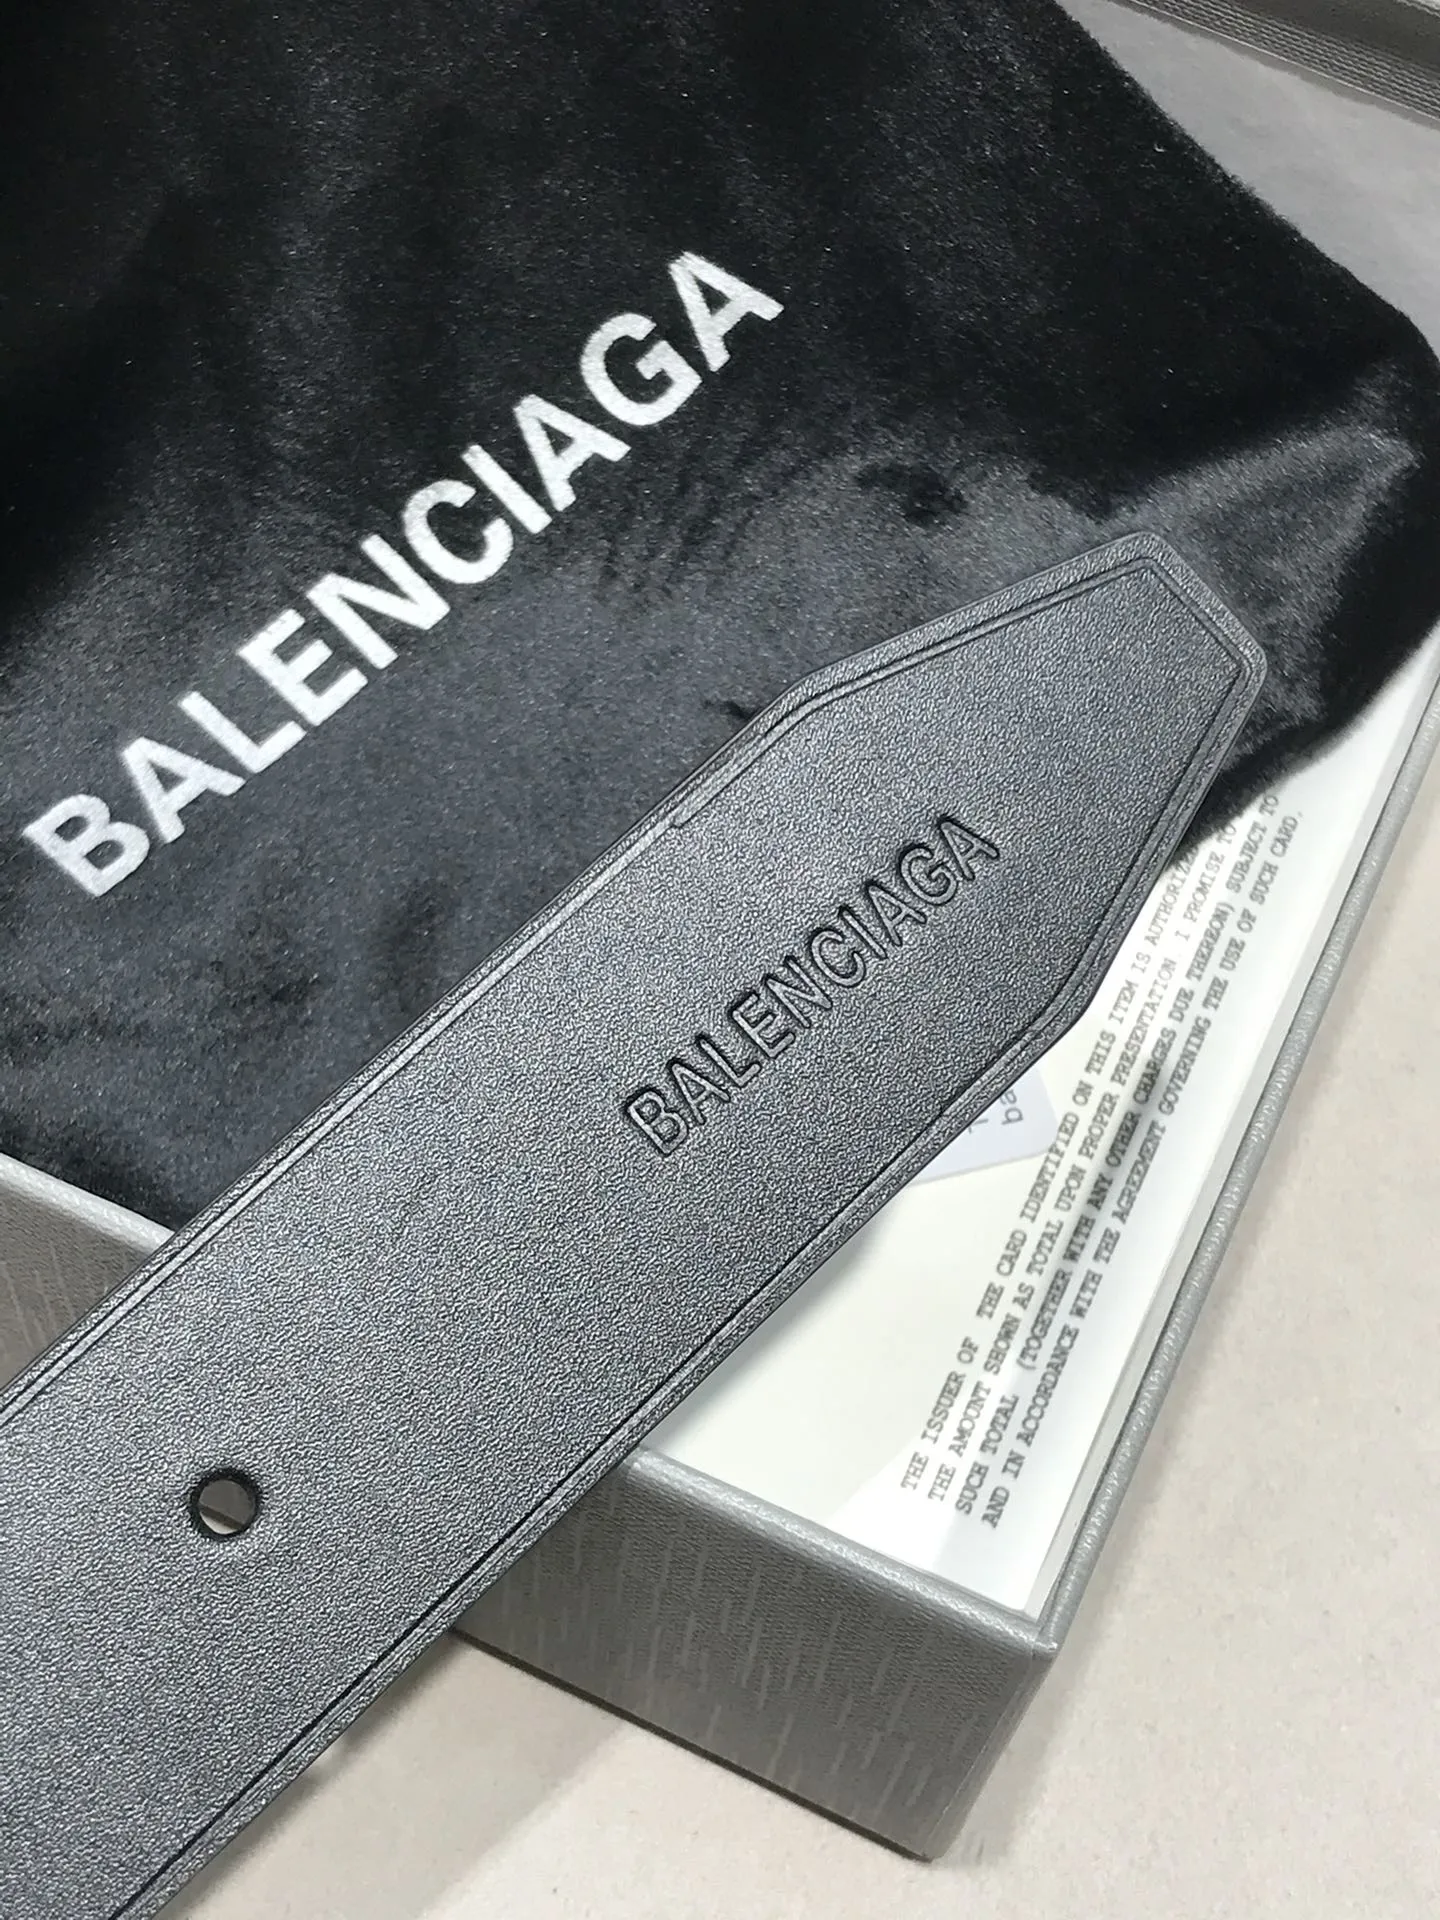 BALENCIAGA
BALENCIAGA
THE ISSUER OF THE CARD IDENTIFIED ON THIS ITEM IS
THE AMOUNT SHOWN AS TOTAL UPON PROPER PRESENTATION. I PROMISE TO
SUCH TOTAL (TOGETHER WITH ANY OTHER CHARGES DUE THEREON) SUBJECT TO
AND IN ACCORDANCE WITH THE AGREEMENT GOVERNING THE USE OF SUCH CARD.